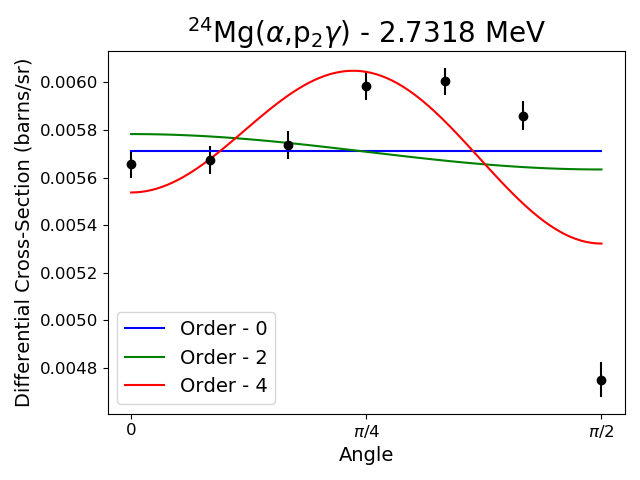 ²⁴Mg(α,p₂γ) - 2.7318 MeV
Differential Cross-Section (barns/sr)
0.0060
0.0058
0.0056
0.0054
0.0052
0.0050
0.0048
Order - 0
Order - 2
Order - 4
0
π/4
π/2
Angle